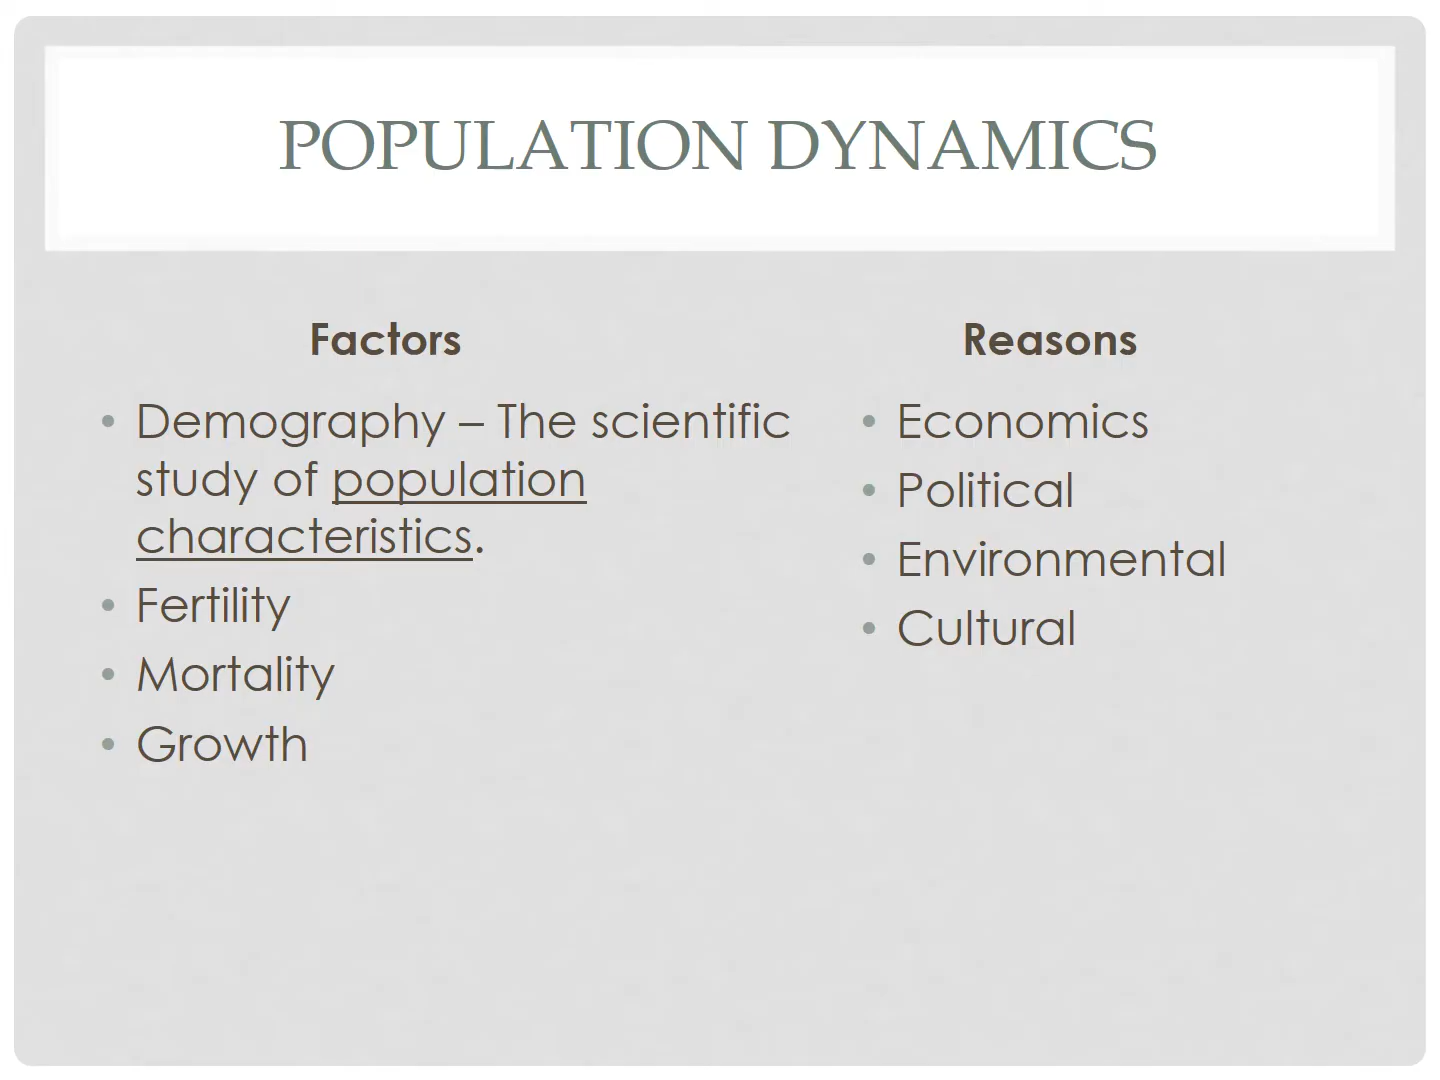 POPULATION DYNAMICS
Factors
• Demography – The scientific
study of population
characteristics.
• Fertility
• Mortality
• Growth
Reasons
• Economics
• Political
• Environmental
• Cultural